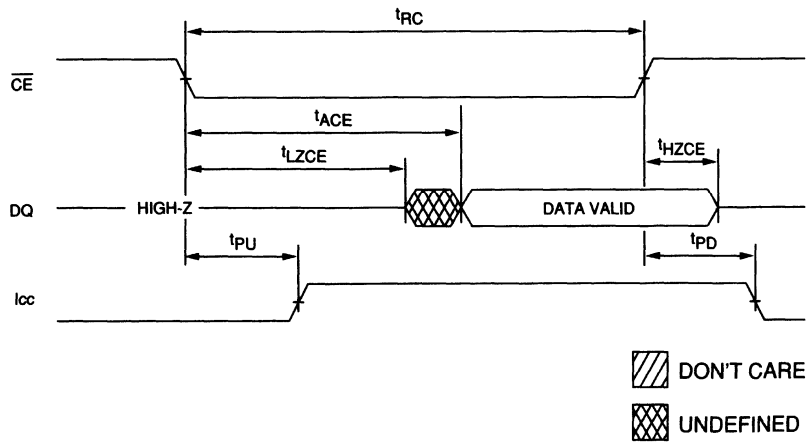 tRC
CE
tACE
tLZCE
tHZCE
DQ HIGH-Z DATA VALID
tPU tPD
Icc
DON'T CARE
UNDEFINED